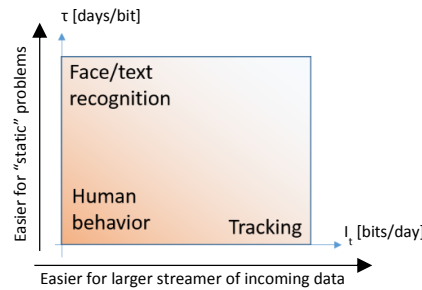 τ [days/bit]
Easier for “static” problems
Face/text
recognition
Human
behavior
Tracking
I_t [bits/day]
Easier for larger streamer of incoming data